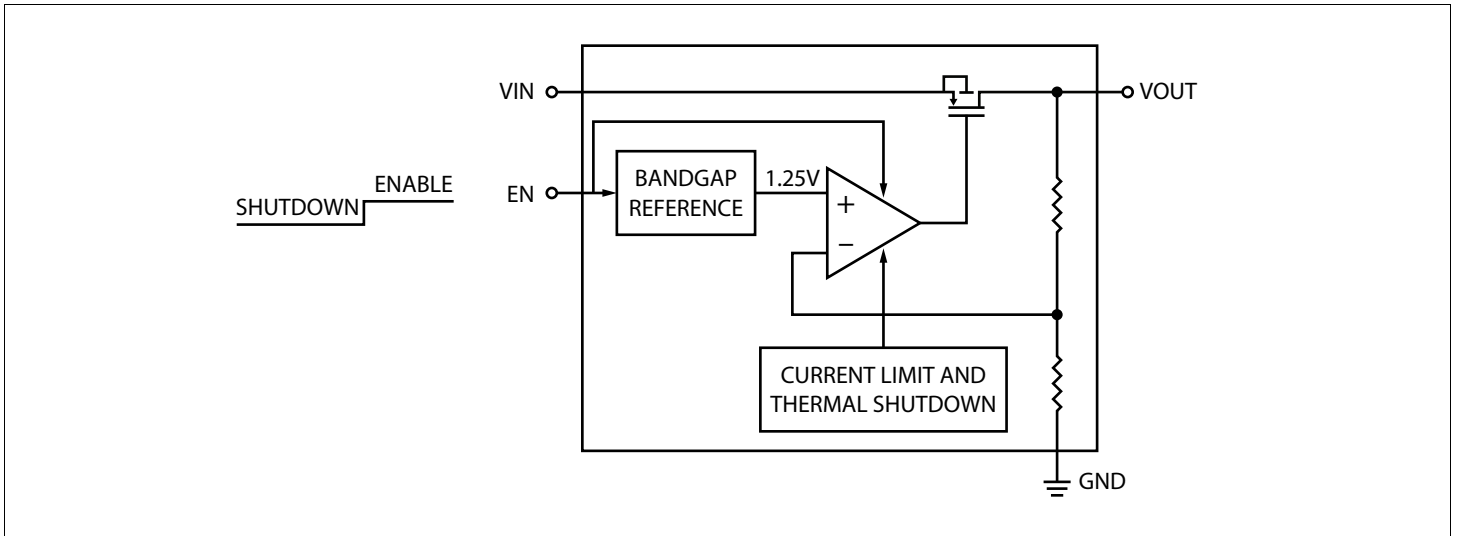 VIN
VOUT
ENABLE
SHUTDOWN
EN
BANDGAP
REFERENCE
1.25V
+
−
CURRENT LIMIT AND
THERMAL SHUTDOWN
GND